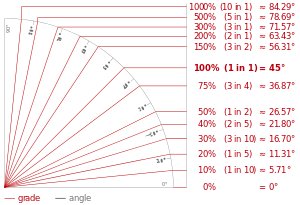 1000% (10 in 1) ≈ 84.29°
500% (5 in 1) ≈ 78.69°
300% (3 in 1) ≈ 71.57°
200% (2 in 1) ≈ 63.43°
150% (3 in 2) ≈ 56.31°
100% (1 in 1) = 45°
75% (3 in 4) ≈ 36.87°
50% (1 in 2) ≈ 26.57°
40% (2 in 5) ≈ 21.80°
30% (3 in 10) ≈ 16.70°
20% (1 in 5) ≈ 11.31°
10% (1 in 10) ≈ 5.71°
0% = 0°
90°
0°
grade
angle